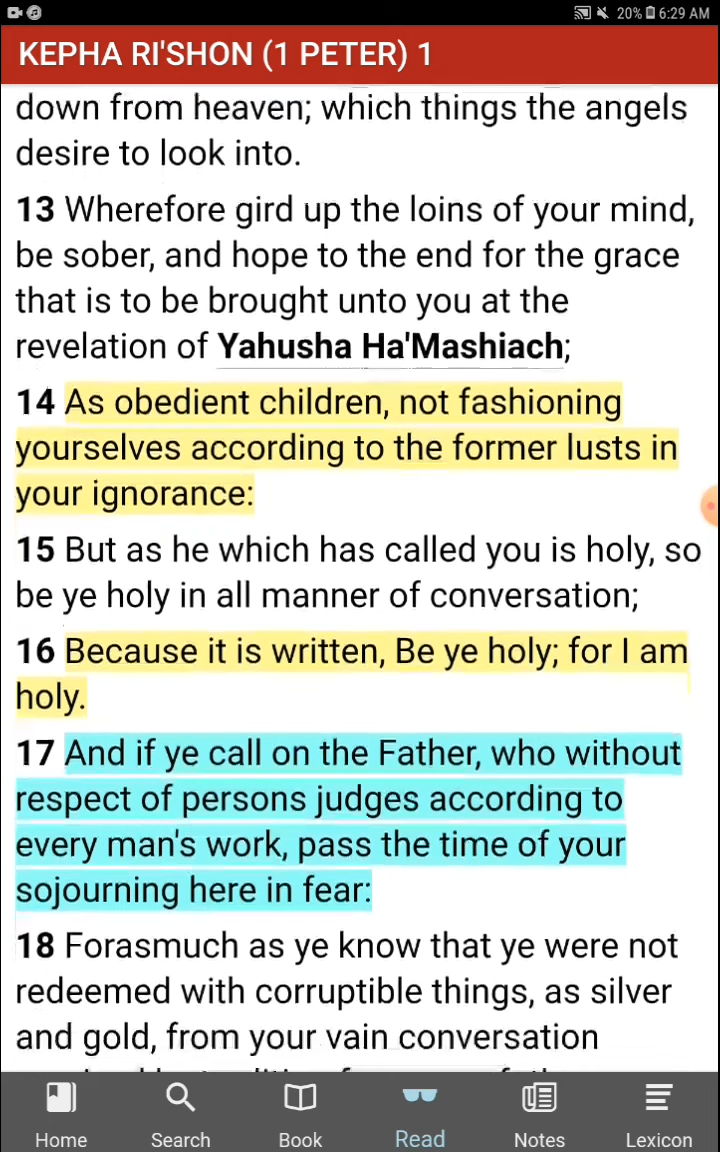 20% 6:29 AM
KEPHA RI'SHON (1 PETER) 1
down from heaven; which things the angels
desire to look into.
13 Wherefore gird up the loins of your mind,
be sober, and hope to the end for the grace
that is to be brought unto you at the
revelation of Yahusha Ha'Mashiach;
14 As obedient children, not fashioning
yourselves according to the former lusts in
your ignorance:
15 But as he which has called you is holy, so
be ye holy in all manner of conversation;
16 Because it is written, Be ye holy; for I am
holy.
17 And if ye call on the Father, who without
respect of persons judges according to
every man's work, pass the time of your
sojourning here in fear:
18 Forasmuch as ye know that ye were not
redeemed with corruptible things, as silver
and gold, from your vain conversation
Home Search Book Read Notes Lexicon